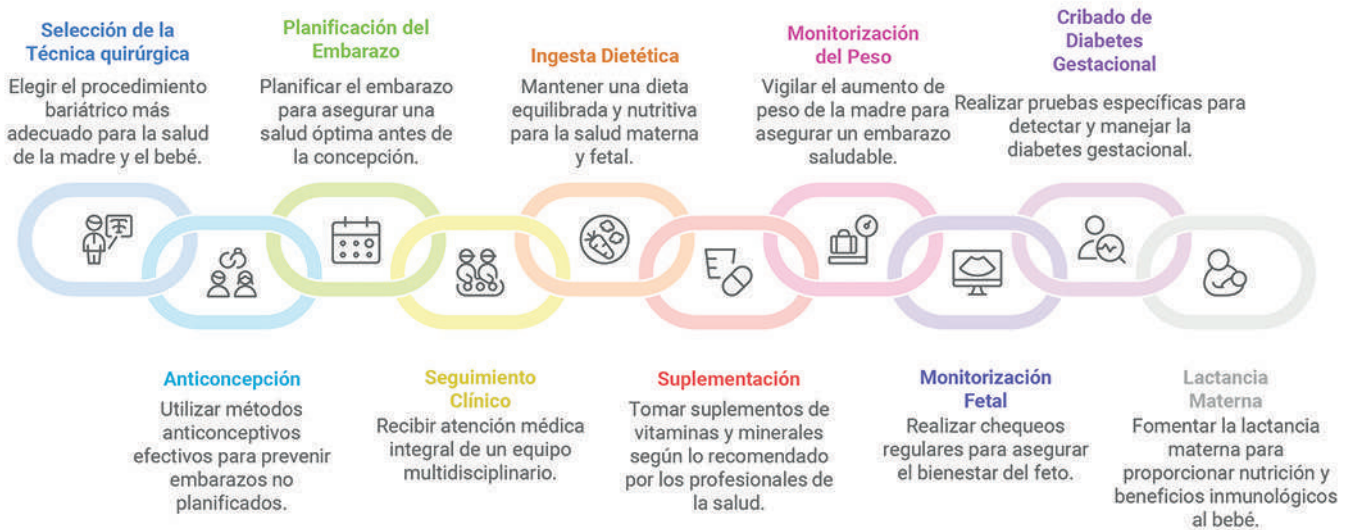 Selección de la
Técnica quirúrgica
Elegir el procedimiento
bariátrico más
adecuado para la salud
de la madre y el bebé.
Planificación del
Embarazo
Planificar el embarazo
para asegurar una
salud óptima antes de
la concepción.
Ingesta Dietética
Mantener una dieta
equilibrada y nutritiva
para la salud materna
y fetal.
Monitorización
del Peso
Vigilar el aumento de
peso de la madre para
asegurar un embarazo
saludable.
Cribado de
Diabetes
Gestacional
Realizar pruebas específicas para
detectar y manejar la
diabetes gestacional.
Anticoncepción
Utilizar métodos
anticonceptivos
efectivos para prevenir
embarazos no
planificados.
Seguimiento
Clínico
Recibir atención médica
integral de un equipo
multidisciplinario.
Suplementación
Tomar suplementos de
vitaminas y minerales
según lo recomendado
por los profesionales de
la salud.
Monitorización
Fetal
Realizar chequeos
regulares para asegurar
el bienestar del feto.
Lactancia
Materna
Fomentar la lactancia
materna para
proporcionar nutrición y
beneficios inmunológicos
al bebé.